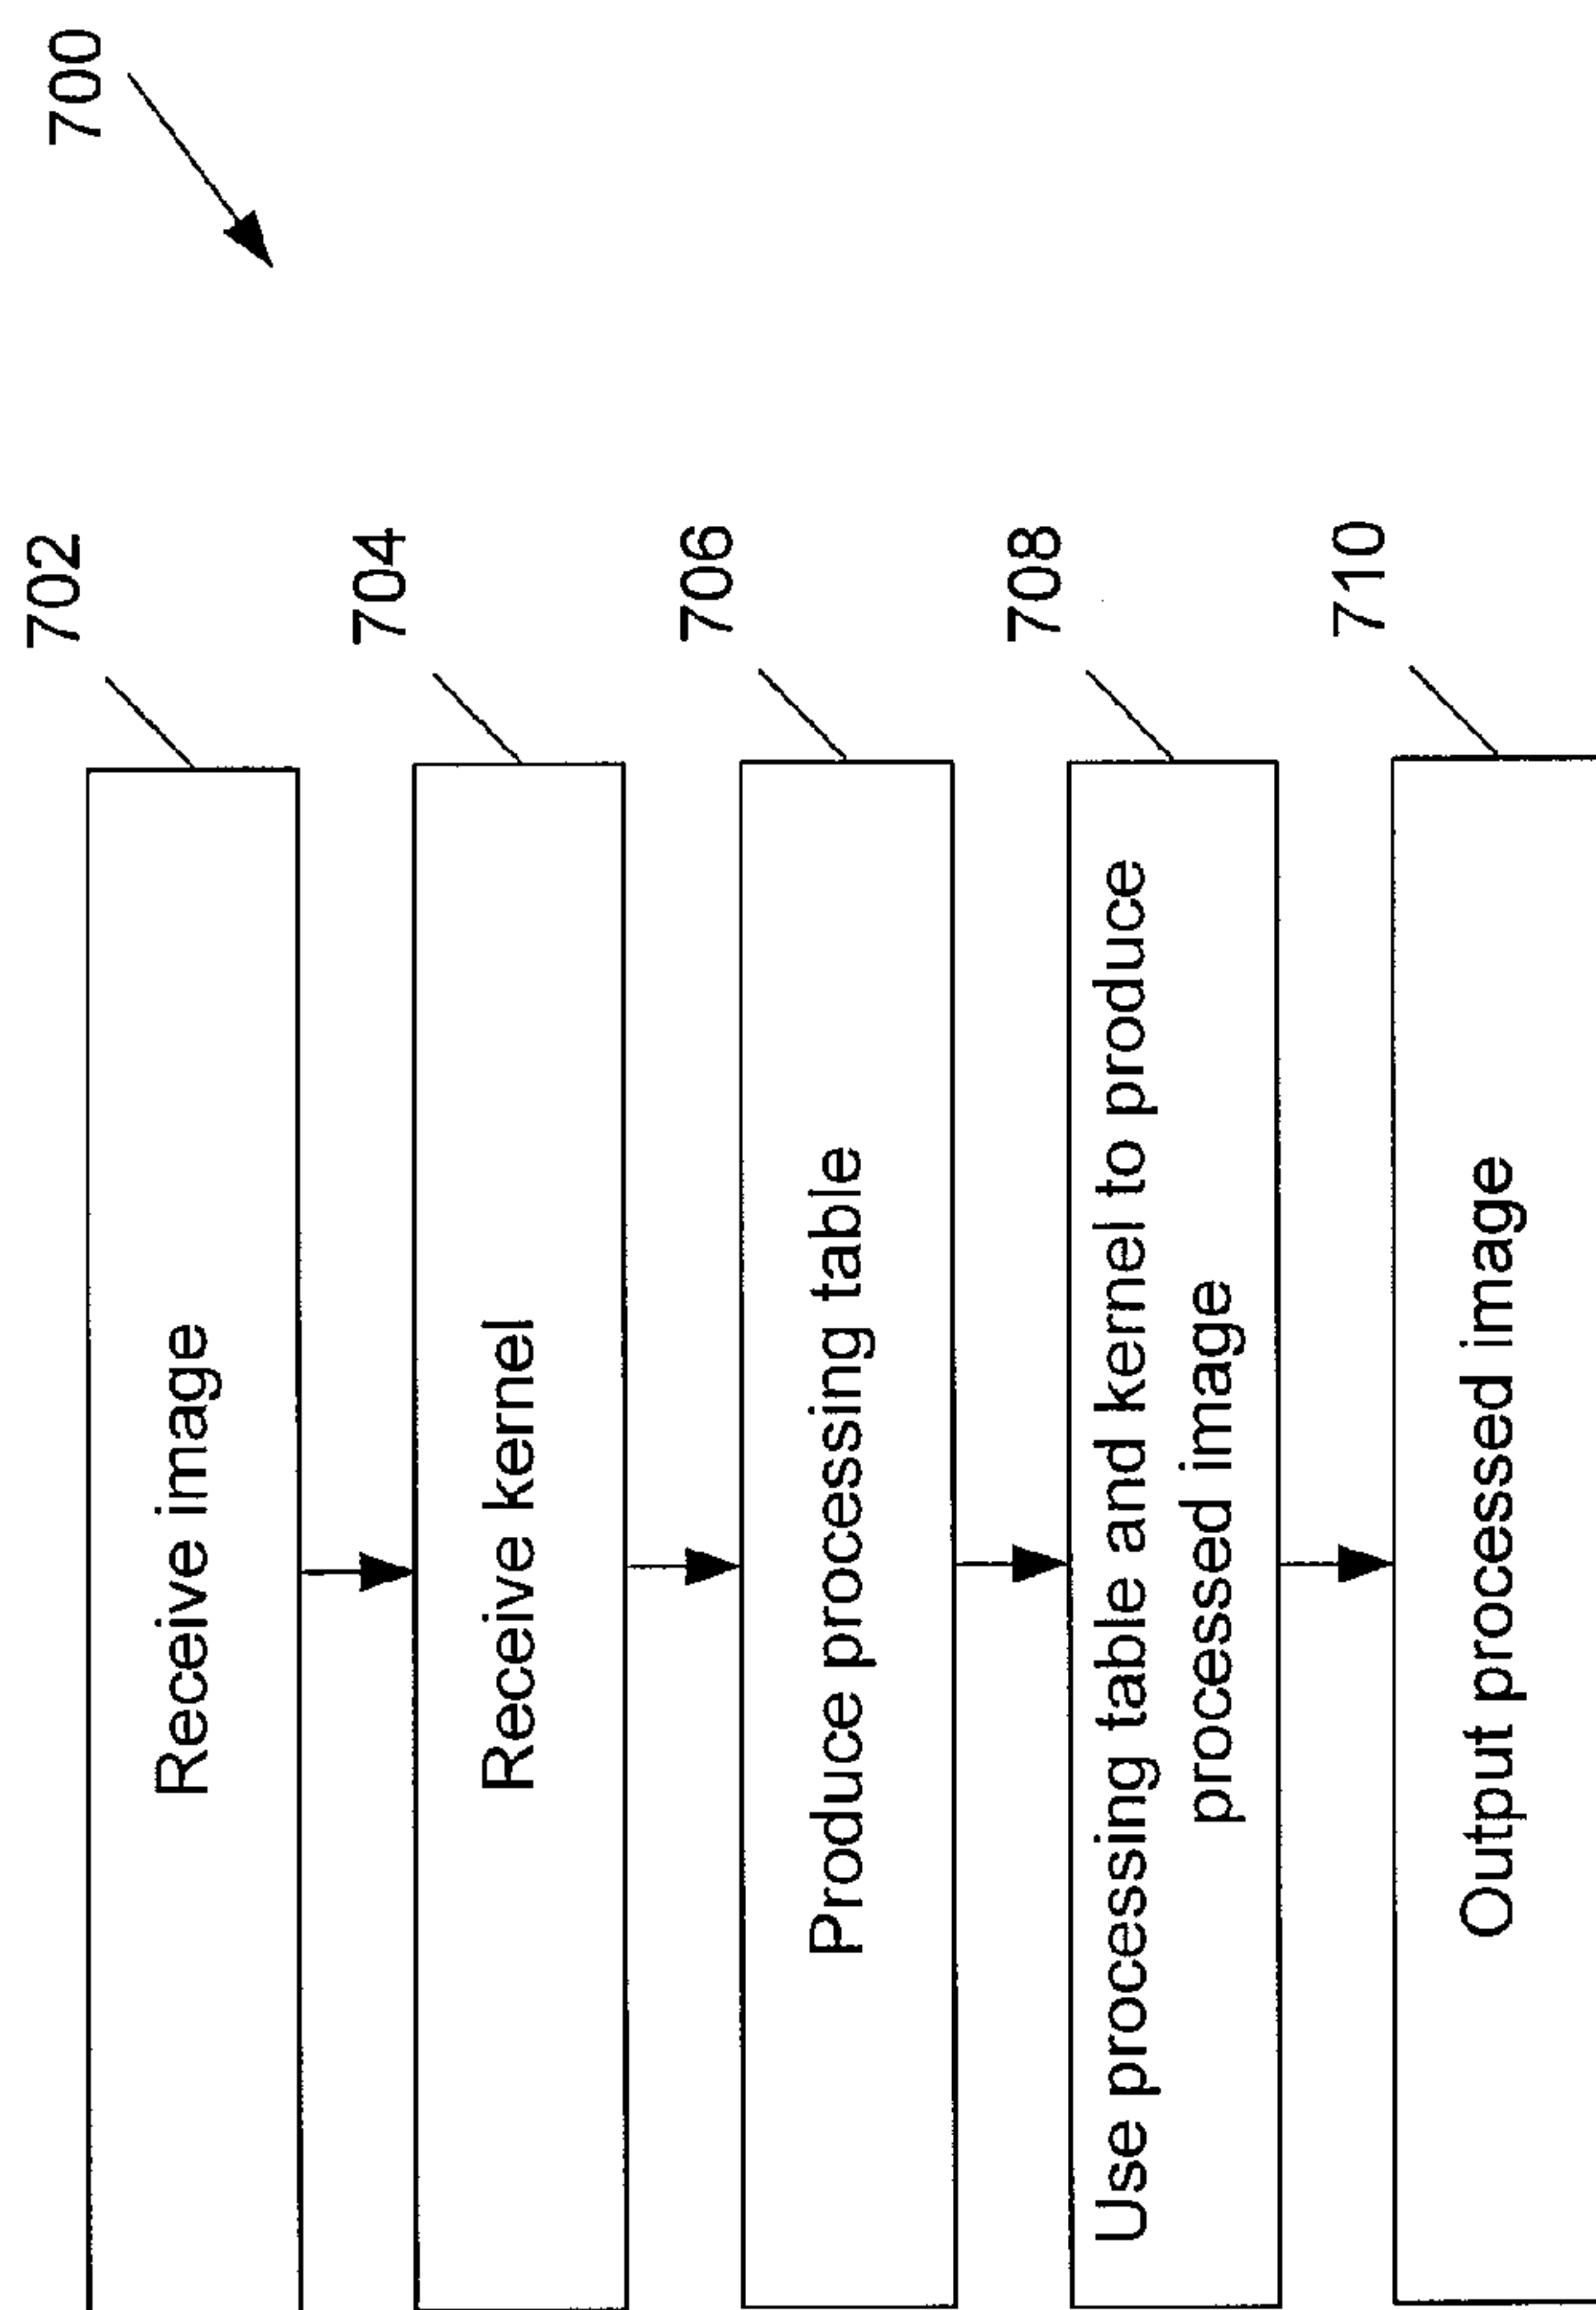 700
702
Receive image
704
Receive kernel
706
Produce processing table
708
Use processing table and kernel to produce
processed image
710
Output processed image